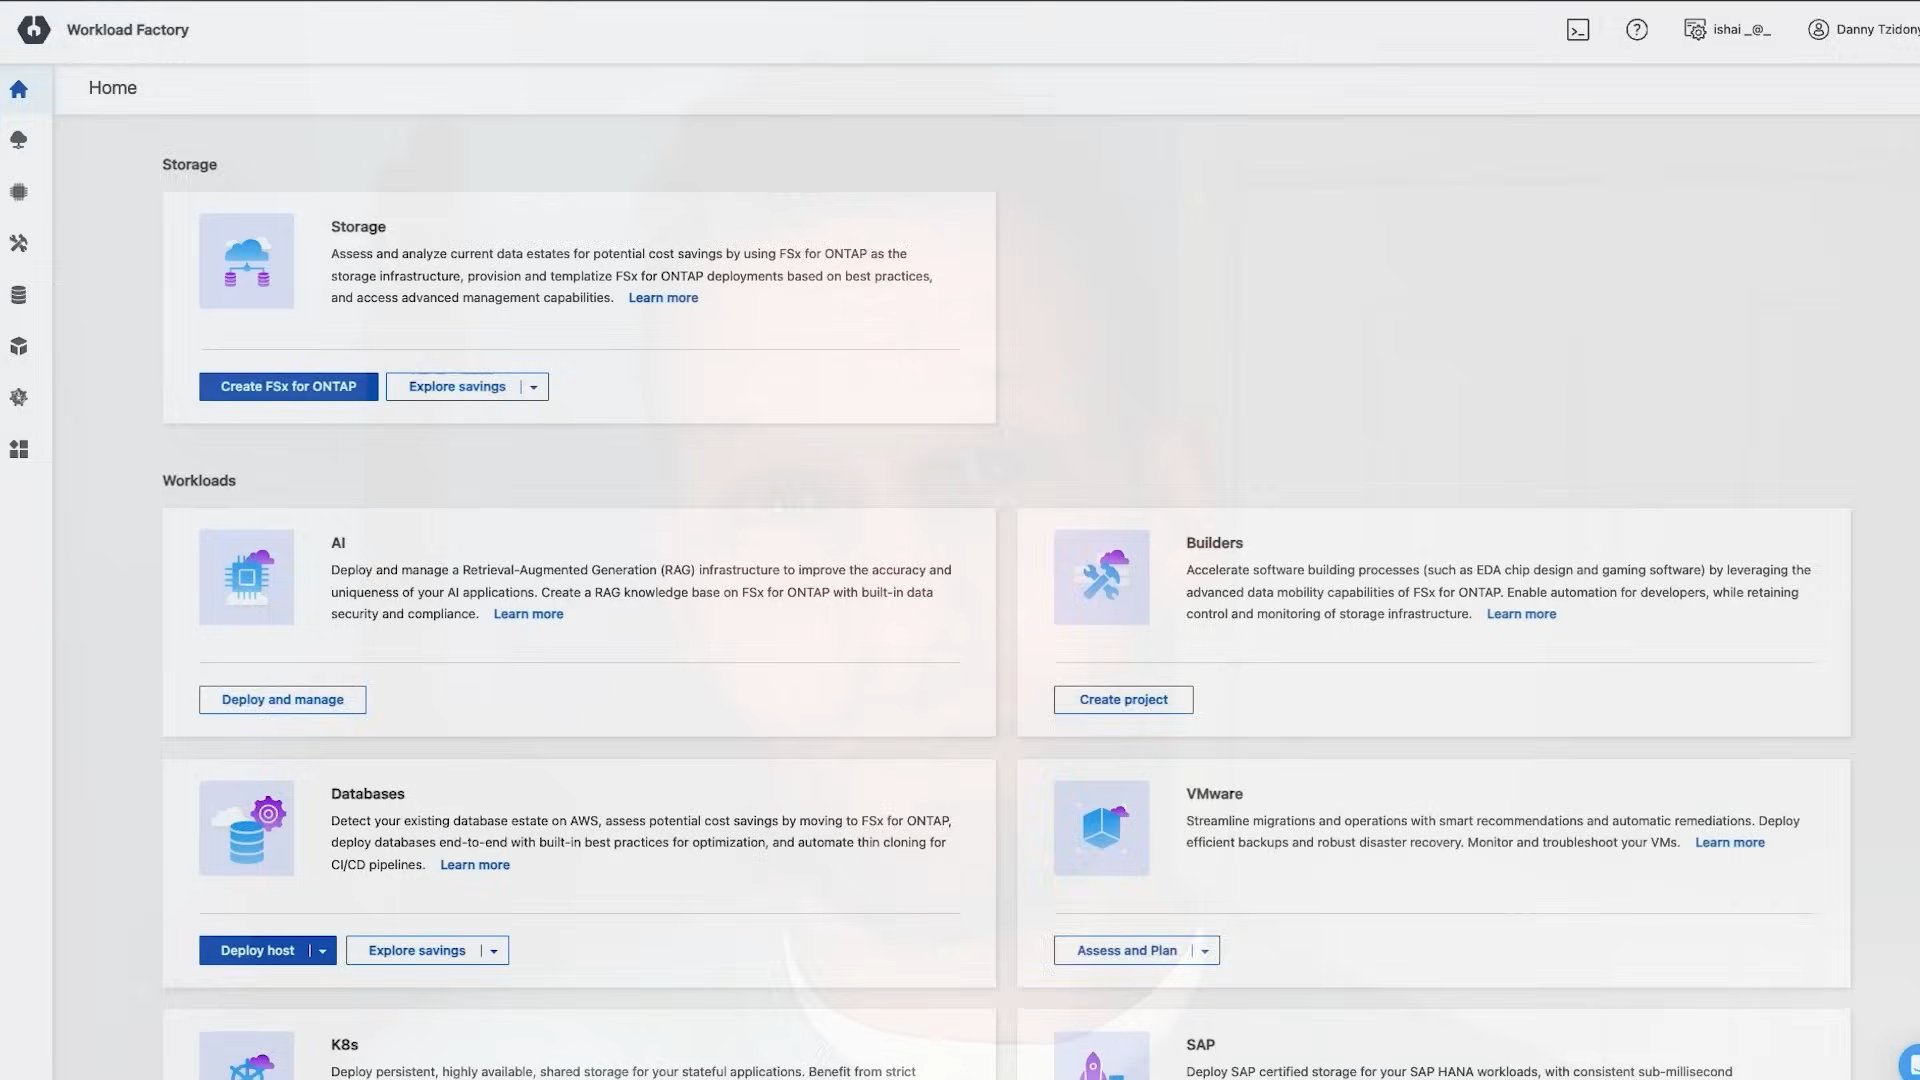 Workload Factory
ishai _@_
Danny Tzidony
Home
Storage
Storage
Assess and analyze current data estates for potential cost savings by using FSx for ONTAP as the
storage infrastructure, provision and templatize FSx for ONTAP deployments based on best practices,
and access advanced management capabilities. Learn more
Create FSx for ONTAP
Explore savings
Workloads
AI
Deploy and manage a Retrieval-Augmented Generation (RAG) infrastructure to improve the accuracy and
uniqueness of your AI applications. Create a RAG knowledge base on FSx for ONTAP with built-in data
security and compliance. Learn more
Deploy and manage
Builders
Accelerate software building processes (such as EDA chip design and gaming software) by leveraging the
advanced data mobility capabilities of FSx for ONTAP. Enable automation for developers, while retaining
control and monitoring of storage infrastructure. Learn more
Create project
Databases
Detect your existing database estate on AWS, assess potential cost savings by moving to FSx for ONTAP,
deploy databases end-to-end with built-in best practices for optimization, and automate thin cloning for
CI/CD pipelines. Learn more
Deploy host
Explore savings
VMware
Streamline migrations and operations with smart recommendations and automatic remediations. Deploy
efficient backups and robust disaster recovery. Monitor and troubleshoot your VMs. Learn more
Assess and Plan
K8s
Deploy persistent, highly available, shared storage for your stateful applications. Benefit from strict
SAP
Deploy SAP certified storage for your SAP HANA workloads, with consistent sub-millisecond